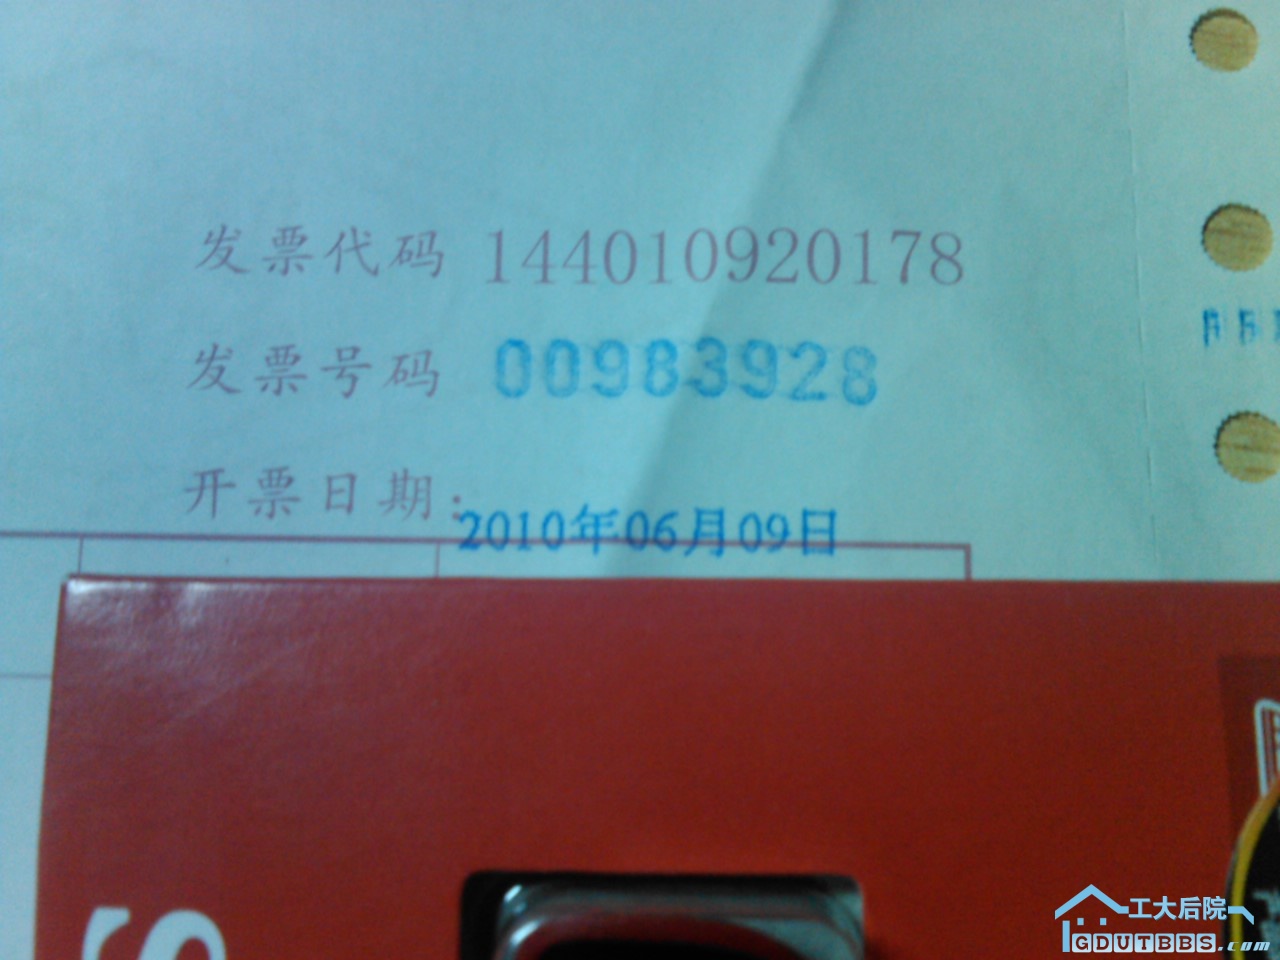 发票代码 144010920178
发票号码 00983928
开票日期：
2010年06月09日
S
工大后院
GDUTBBS.com